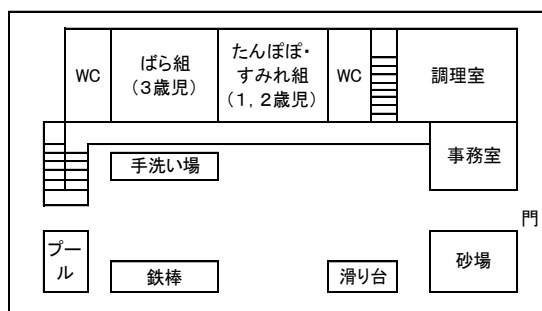 WC
ばら組
（３歳児）
たんぽぽ・
すみれ組
（１，２歳児）
WC
調理室
手洗い場
事務室
門
プー
ル
鉄棒
滑り台
砂場